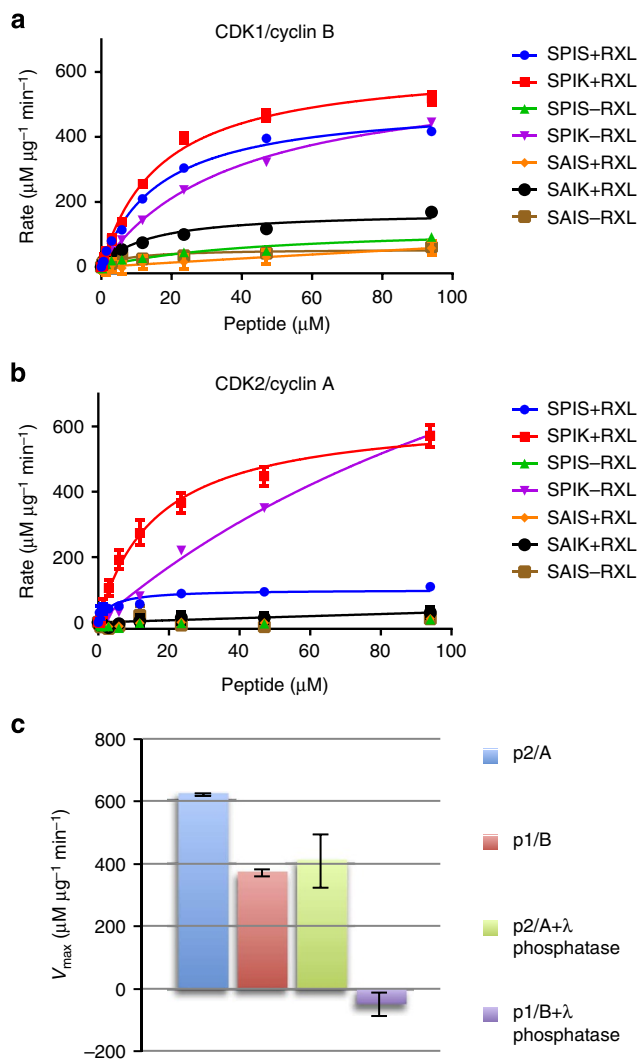 a
CDK1/cyclin B
Rate (μM μg⁻¹ min⁻¹)
600
400
200
0
0 20 40 60 80 100
Peptide (μM)
SPIS+RXL
SPIK+RXL
SPIS–RXL
SPIK–RXL
SAIS+RXL
SAIK+RXL
SAIS–RXL
b
CDK2/cyclin A
Rate (μM μg⁻¹ min⁻¹)
600
400
200
0
0 20 40 60 80 100
Peptide (μM)
SPIS+RXL
SPIK+RXL
SPIS–RXL
SPIK–RXL
SAIS+RXL
SAIK+RXL
SAIS–RXL
c
Vmax (μM μg⁻¹ min⁻¹)
800
600
400
200
0
–200
p2/A
p1/B
p2/A+λ
phosphatase
p1/B+λ
phosphatase